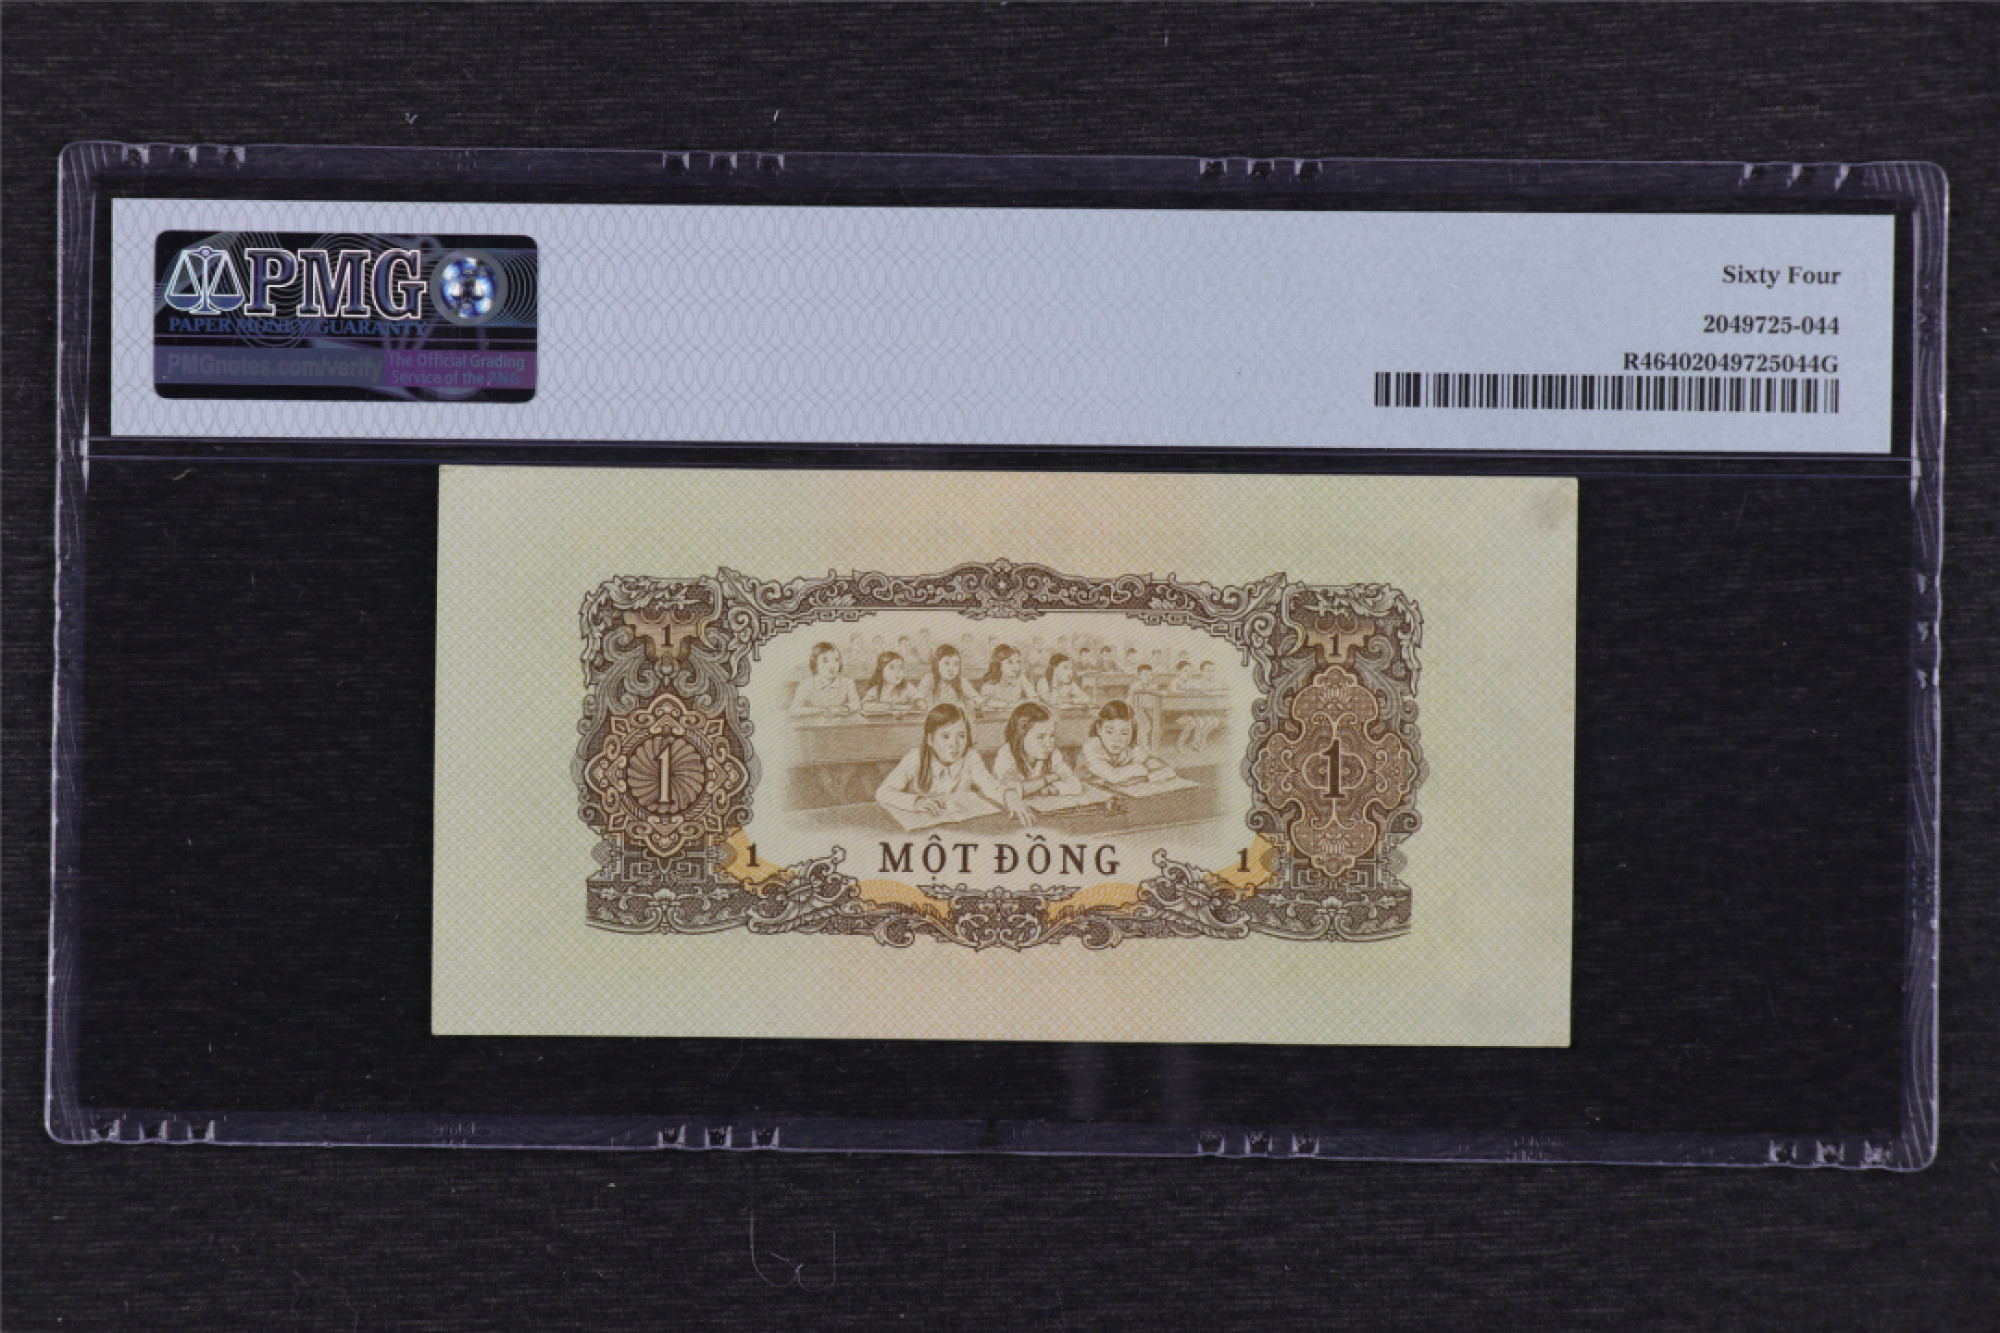 PMG
PAPER MONEY GUARANTY
PMGnotes.com/verify
The Official Grading
Service of the PNG
Sixty Four
2049725-044
R46402049725044G
1
1
1
1
1
MỘT ĐỒNG
1